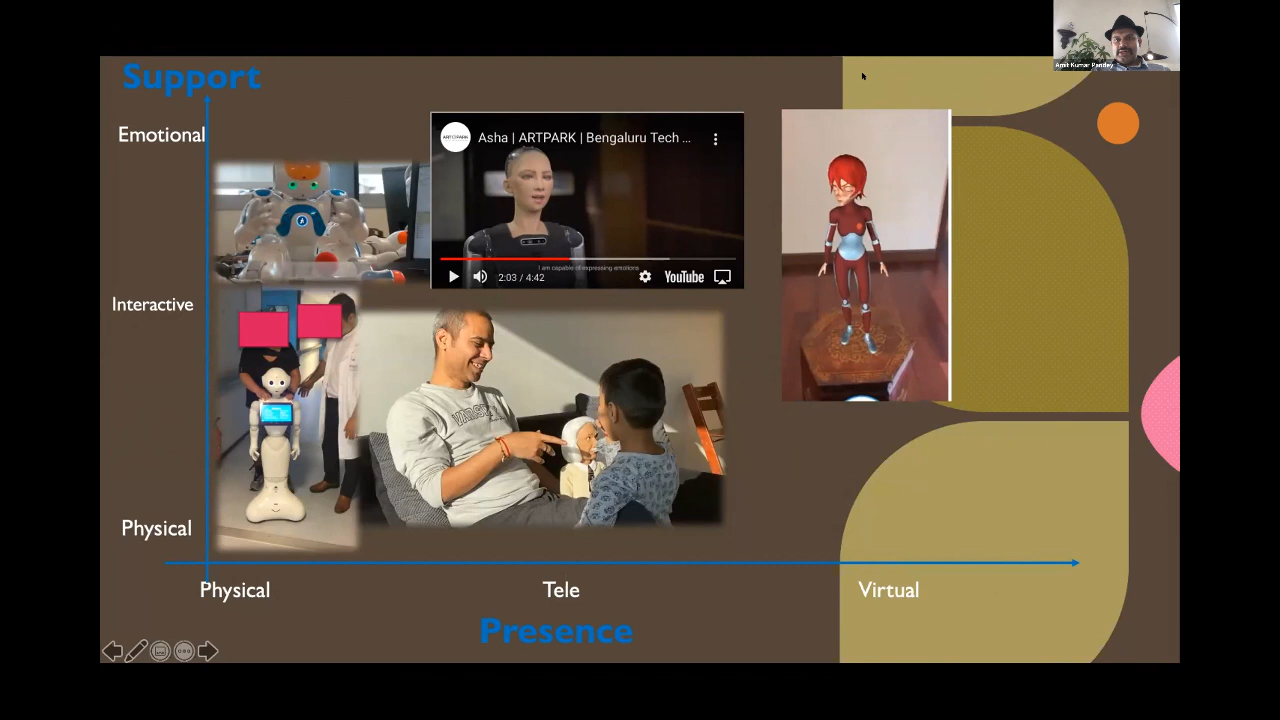 Amit Kumar Pandey
Support
Emotional
ARTPARK
Asha | ARTPARK | Bengaluru Tech ...
I am capable of expressing emotions
2:03 / 4:42
YouTube
Interactive
Physical
Physical
Tele
Virtual
Presence